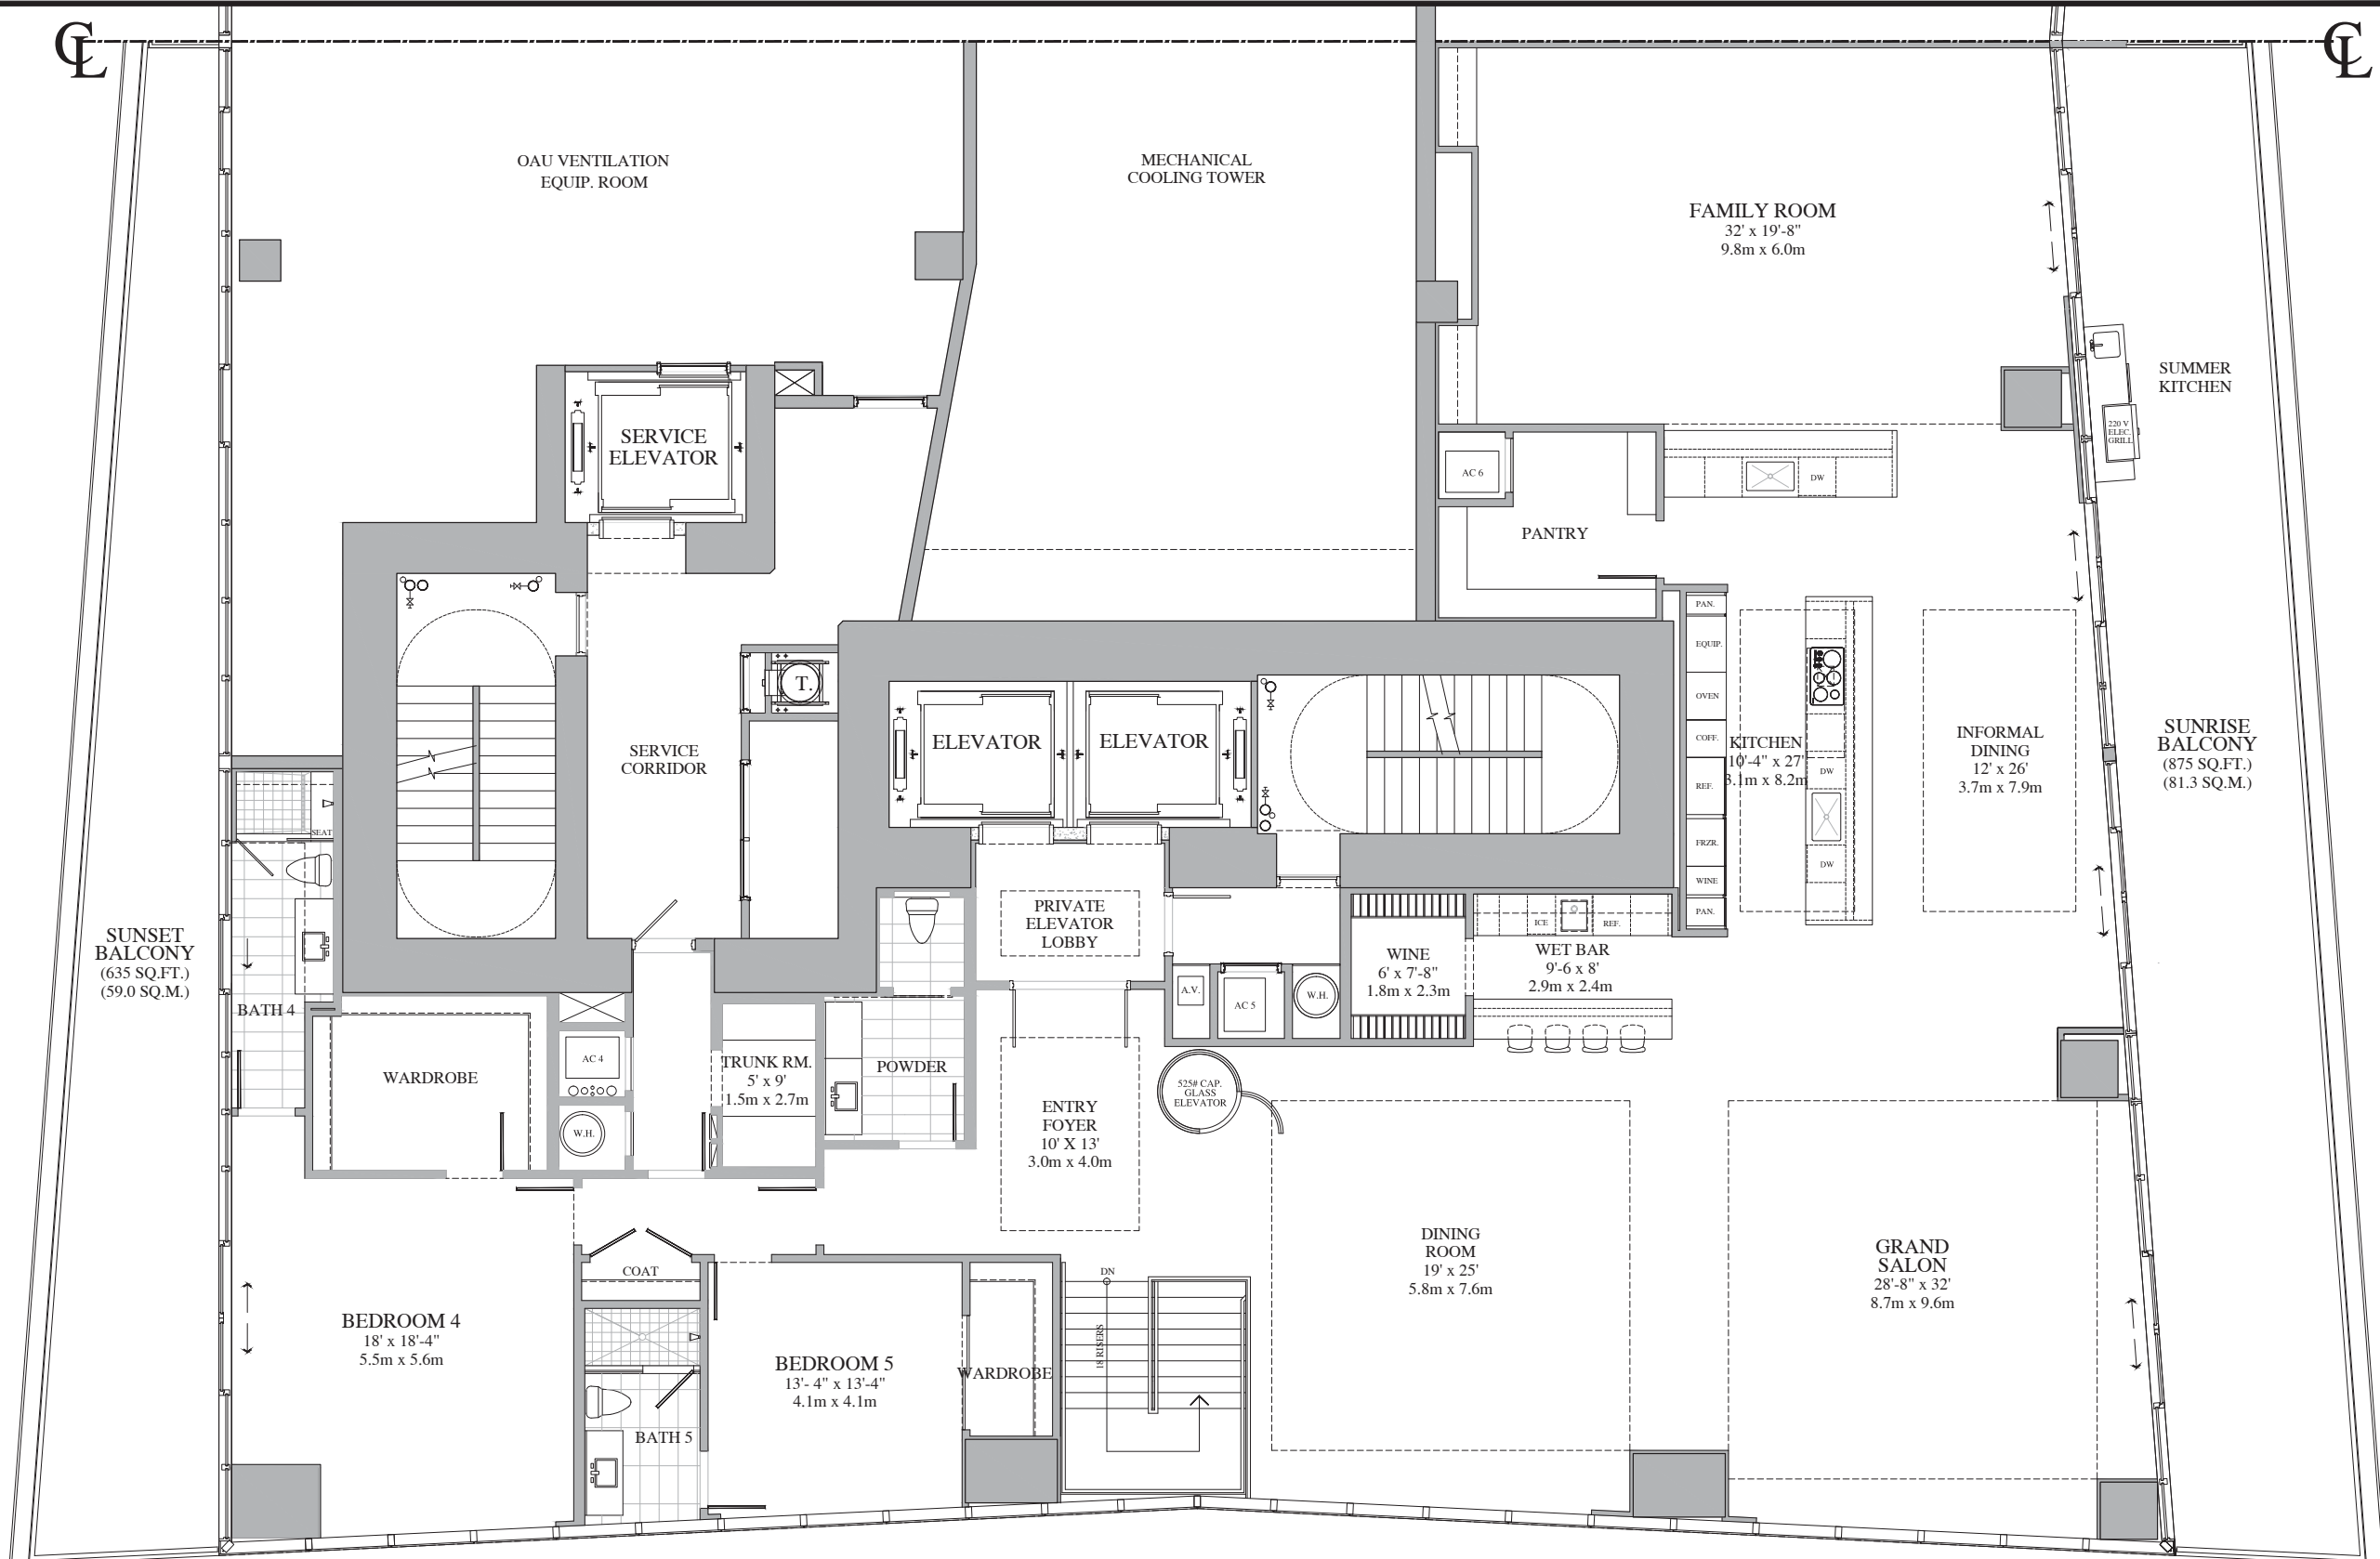 CL
CL
OAU VENTILATION
EQUIP. ROOM
MECHANICAL
COOLING TOWER
FAMILY ROOM
32' x 19'-8"
9.8m x 6.0m
SUMMER
KITCHEN
220 V
ELEC.
GRILL
SERVICE
ELEVATOR
AC 6
DW
PANTRY
PAN.
EQUIP.
OVEN
COFF.
REF.
FRZR.
WINE
PAN.
KITCHEN
10'-4" x 27'
3.1m x 8.2m
DW
DW
INFORMAL
DINING
12' x 26'
3.7m x 7.9m
SUNRISE
BALCONY
(875 SQ.FT.)
(81.3 SQ.M.)
T.
SERVICE
CORRIDOR
ELEVATOR
ELEVATOR
SEAT
SUNSET
BALCONY
(635 SQ.FT.)
(59.0 SQ.M.)
BATH 4
PRIVATE
ELEVATOR
LOBBY
ICE
REF.
WINE
6' x 7'-8"
1.8m x 2.3m
WET BAR
9'-6 x 8'
2.9m x 2.4m
A.V.
AC 5
W.H.
WARDROBE
AC 4
W.H.
TRUNK RM.
5' x 9'
1.5m x 2.7m
POWDER
525# CAP.
GLASS
ELEVATOR
ENTRY
FOYER
10' X 13'
3.0m x 4.0m
DINING
ROOM
19' x 25'
5.8m x 7.6m
GRAND
SALON
28'-8" x 32'
8.7m x 9.6m
COAT
DN
18 RISERS
BEDROOM 4
18' x 18'-4"
5.5m x 5.6m
BEDROOM 5
13'- 4" x 13'-4"
4.1m x 4.1m
WARDROBE
BATH 5